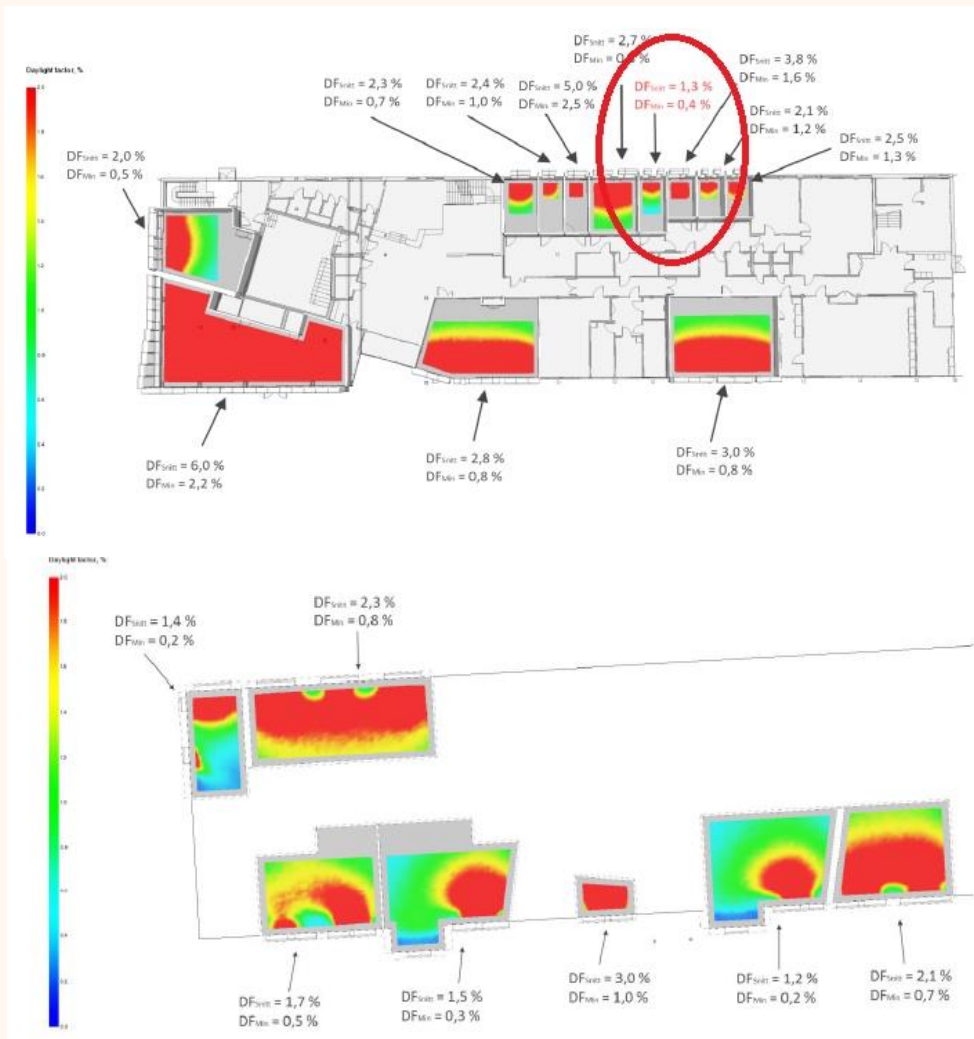 Daylight factor, %
DFSnitt = 2,7 %
DFSnitt = 3,8 %
DFMin = 1,6 %
DFSnitt = 2,3 %
DFMin = 0,7 %
DFSnitt = 2,4 %
DFMin = 1,0 %
DFSnitt = 5,0 %
DFMin = 2,5 %
DFSnitt = 1,3 %
DFMin = 0,4 %
DFSnitt = 2,1 %
DFMin = 1,2 %
DFSnitt = 2,5 %
DFMin = 1,3 %
DFSnitt = 2,0 %
DFMin = 0,5 %
DFSnitt = 6,0 %
DFMin = 2,2 %
DFSnitt = 2,8 %
DFMin = 0,8 %
DFSnitt = 3,0 %
DFMin = 0,8 %
Daylight factor, %
DFSnitt = 1,4 %
DFMin = 0,2 %
DFSnitt = 2,3 %
DFMin = 0,8 %
DFSnitt = 1,7 %
DFMin = 0,5 %
DFSnitt = 1,5 %
DFMin = 0,3 %
DFSnitt = 3,0 %
DFMin = 1,0 %
DFSnitt = 1,2 %
DFMin = 0,2 %
DFSnitt = 2,1 %
DFMin = 0,7 %